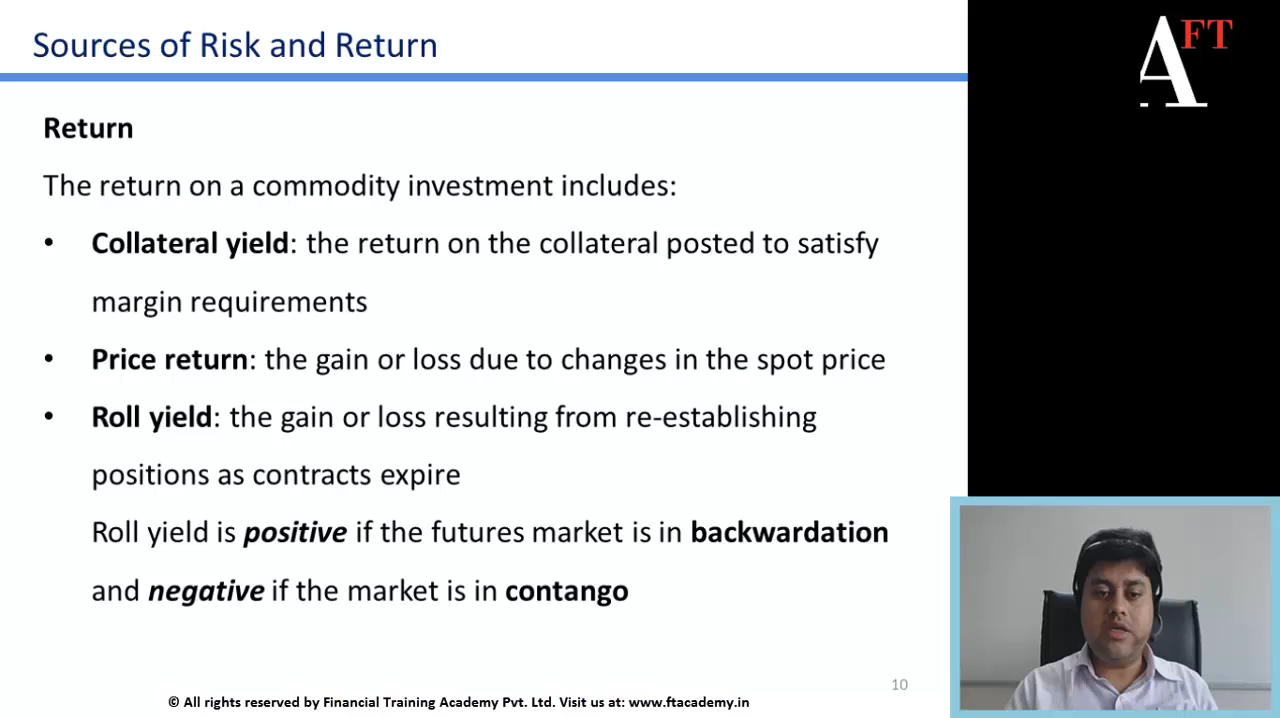 Sources of Risk and Return
AFT
Return
The return on a commodity investment includes:
• Collateral yield: the return on the collateral posted to satisfy
margin requirements
• Price return: the gain or loss due to changes in the spot price
• Roll yield: the gain or loss resulting from re-establishing
positions as contracts expire
Roll yield is positive if the futures market is in backwardation
and negative if the market is in contango
10
© All rights reserved by Financial Training Academy Pvt. Ltd. Visit us at: www.ftacademy.in